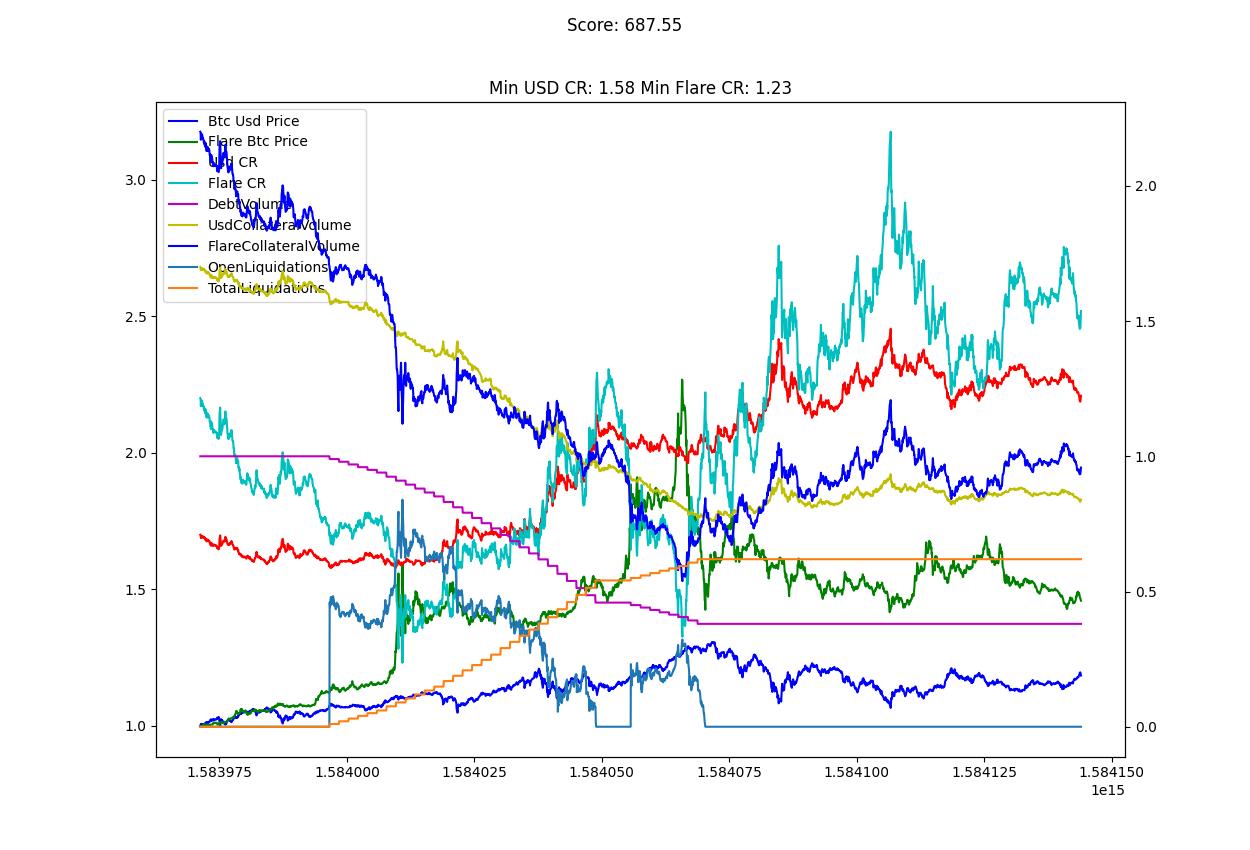 Score: 687.55
Min USD CR: 1.58 Min Flare CR: 1.23
Btc Usd Price
Flare Btc Price
Usd CR
Flare CR
DebtVolume
UsdCollateralVolume
FlareCollateralVolume
OpenLiquidations
TotalLiquidations
3.0
2.5
2.0
1.5
1.0
2.0
1.5
1.0
0.5
0.0
1.583975 1.584000 1.584025 1.584050 1.584075 1.584100 1.584125 1.584150
1e15